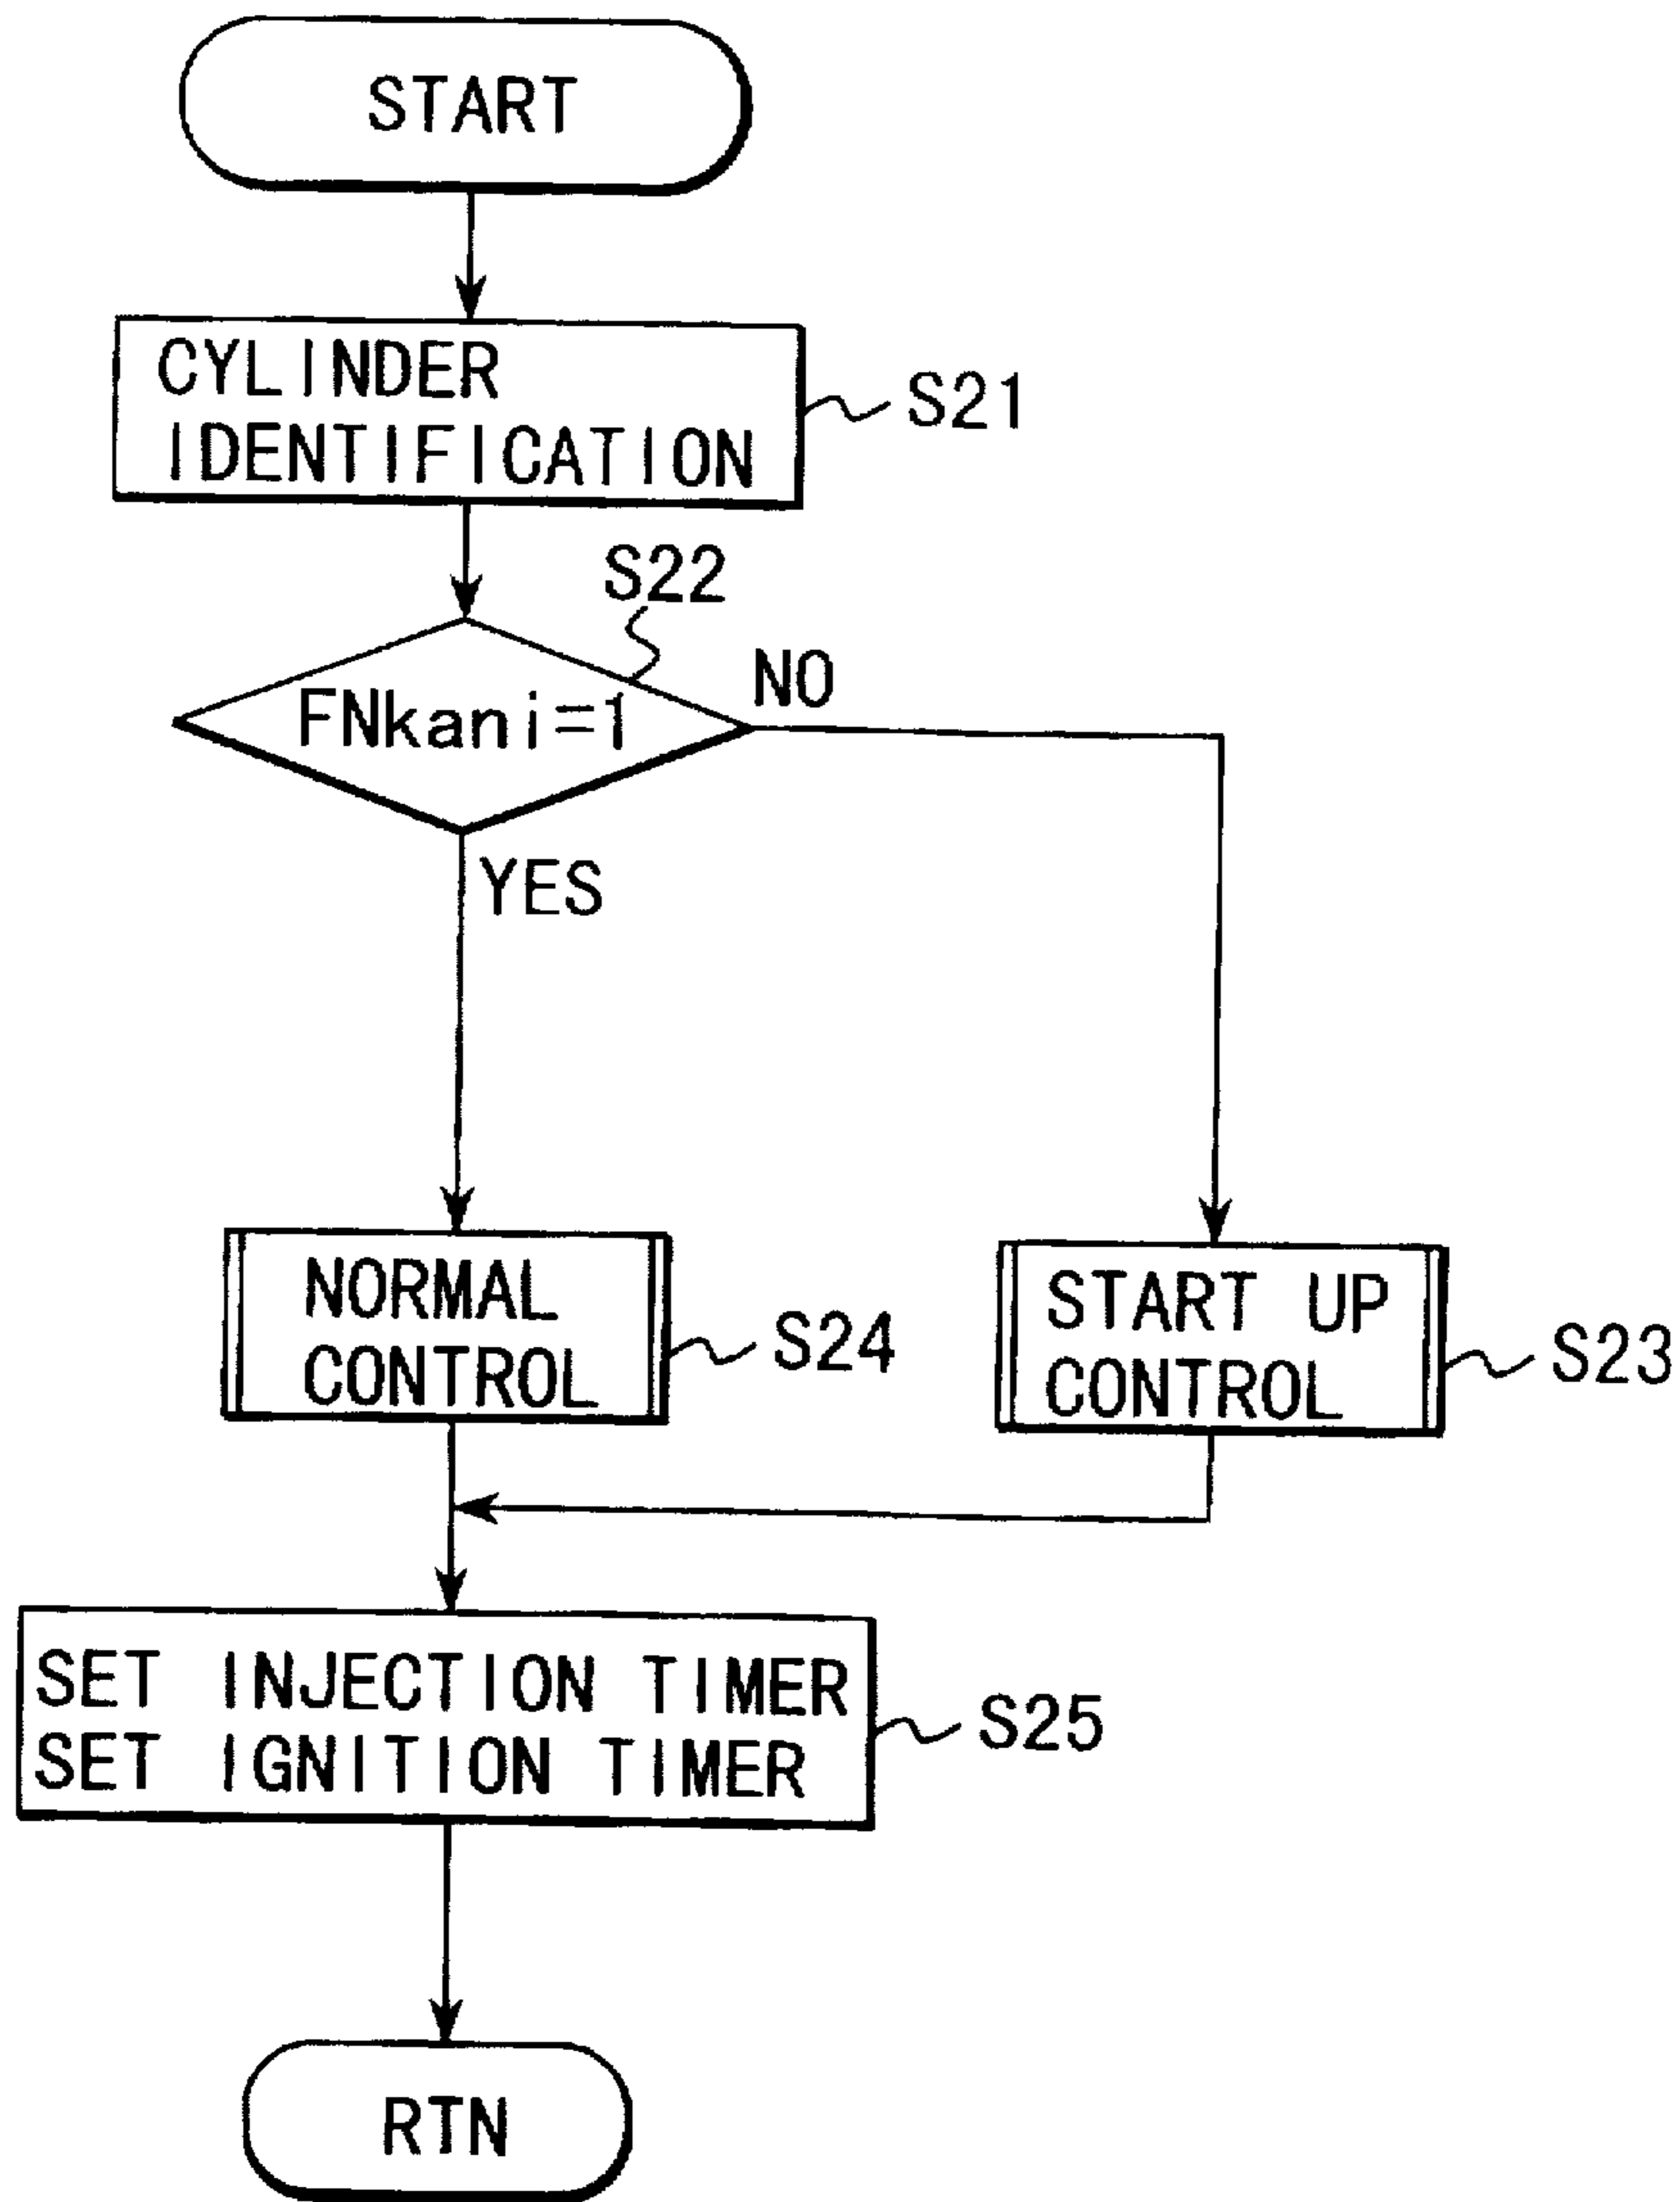 START
CYLINDER
IDENTIFICATION
S21
S22
FNkani=1
NO
YES
NORMAL
CONTROL
S24
START UP
CONTROL
S23
SET INJECTION TIMER
SET IGNITION TIMER
S25
RTN